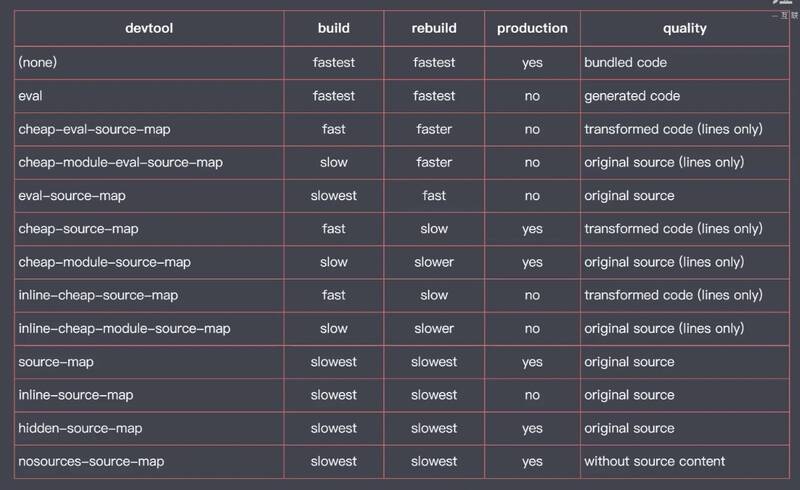 互联
devtool build rebuild production quality
(none) fastest fastest yes bundled code
eval fastest fastest no generated code
cheap-eval-source-map fast faster no transformed code (lines only)
cheap-module-eval-source-map slow faster no original source (lines only)
eval-source-map slowest fast no original source
cheap-source-map fast slow yes transformed code (lines only)
cheap-module-source-map slow slower yes original source (lines only)
inline-cheap-source-map fast slow no transformed code (lines only)
inline-cheap-module-source-map slow slower no original source (lines only)
source-map slowest slowest yes original source
inline-source-map slowest slowest no original source
hidden-source-map slowest slowest yes original source
nosources-source-map slowest slowest yes without source content